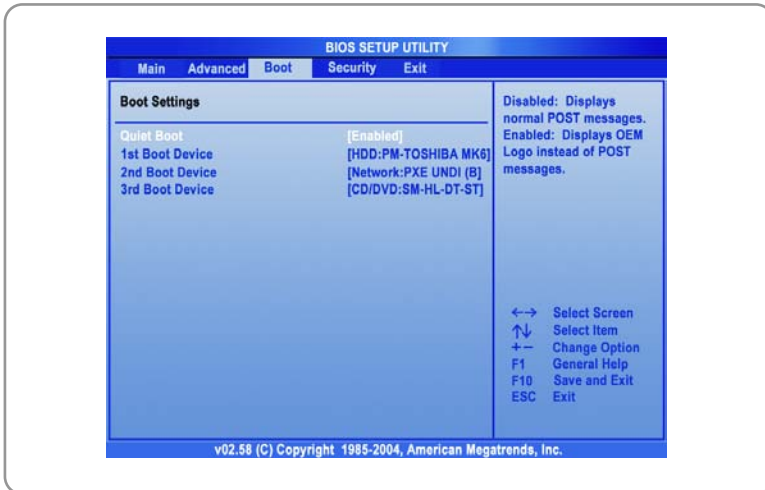 BIOS SETUP UTILITY
Main Advanced Boot Security Exit
Boot Settings
Quiet Boot [Enabled]
1st Boot Device [HDD:PM-TOSHIBA MK6]
2nd Boot Device [Network:PXE UNDI (B]
3rd Boot Device [CD/DVD:SM-HL-DT-ST]
Disabled: Displays
normal POST messages.
Enabled: Displays OEM
Logo instead of POST
messages.
←→ Select Screen
↑↓ Select Item
+− Change Option
F1 General Help
F10 Save and Exit
ESC Exit
v02.58 (C) Copyright 1985-2004, American Megatrends, Inc.